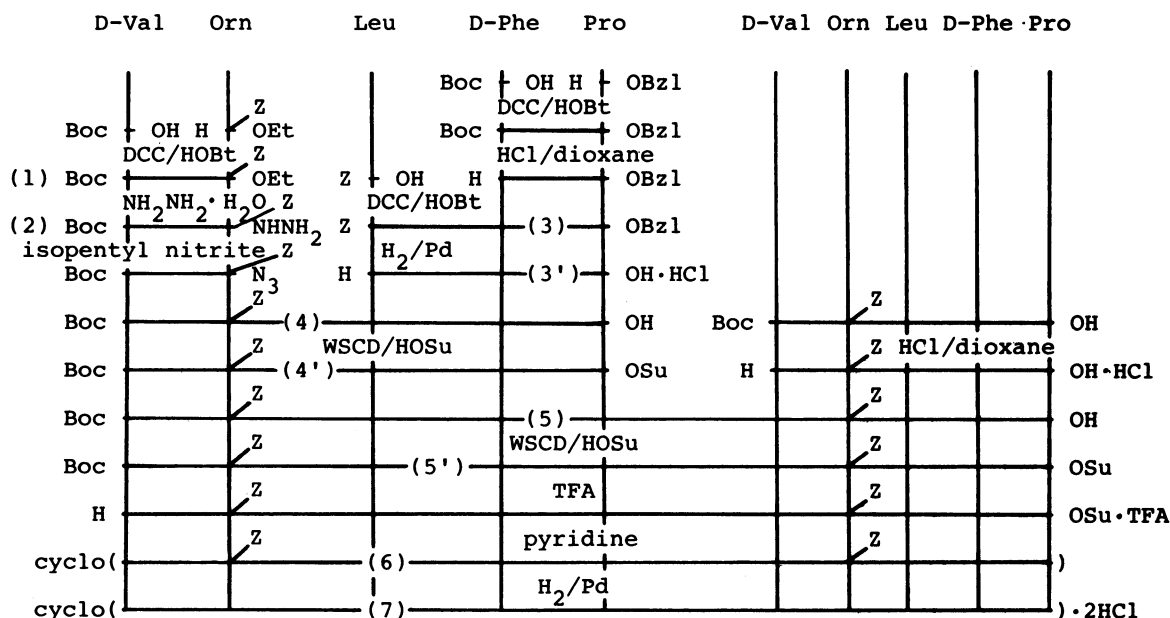 D-Val Orn Leu D-Phe Pro D-Val Orn Leu D-Phe·Pro
Boc OH H OBzl
Z DCC/HOBt
Boc OH H OEt Boc OBzl
DCC/HOBt Z HCl/dioxane
(1) Boc OEt Z OH H OBzl
NH2NH2·H2O Z DCC/HOBt
(2) Boc NHNH2 Z (3) OBzl
isopentyl nitrite Z H2/Pd
Boc N3 H (3') OH·HCl
Z Z
Boc (4) OH Boc OH
Z WSCD/HOSu Z HCl/dioxane
Boc (4') OSu H OH·HCl
Z Z
Boc (5) OH
Z WSCD/HOSu Z
Boc (5') OSu
Z TFA Z
H OSu·TFA
Z pyridine Z
cyclo( (6) )
H2/Pd
cyclo( (7) )·2HCl